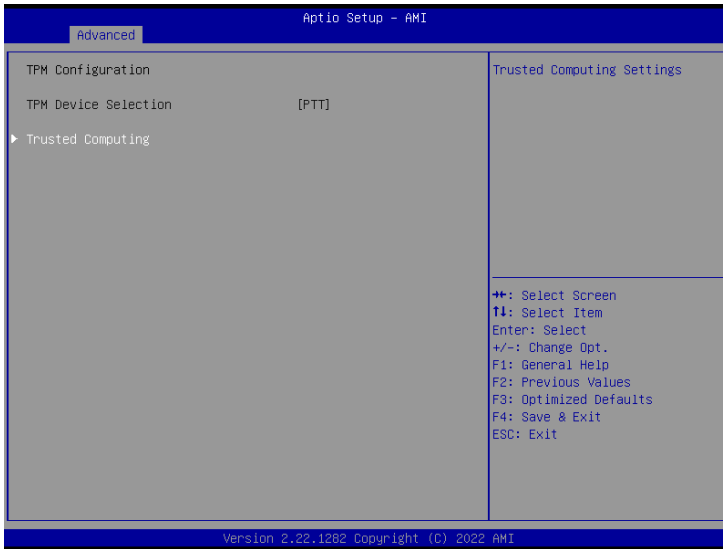 Aptio Setup - AMI
Advanced
TPM Configuration
TPM Device Selection [PTT]
Trusted Computing
Trusted Computing Settings
→←: Select Screen
↑↓: Select Item
Enter: Select
+/-: Change Opt.
F1: General Help
F2: Previous Values
F3: Optimized Defaults
F4: Save & Exit
ESC: Exit
Version 2.22.1282 Copyright (C) 2022 AMI